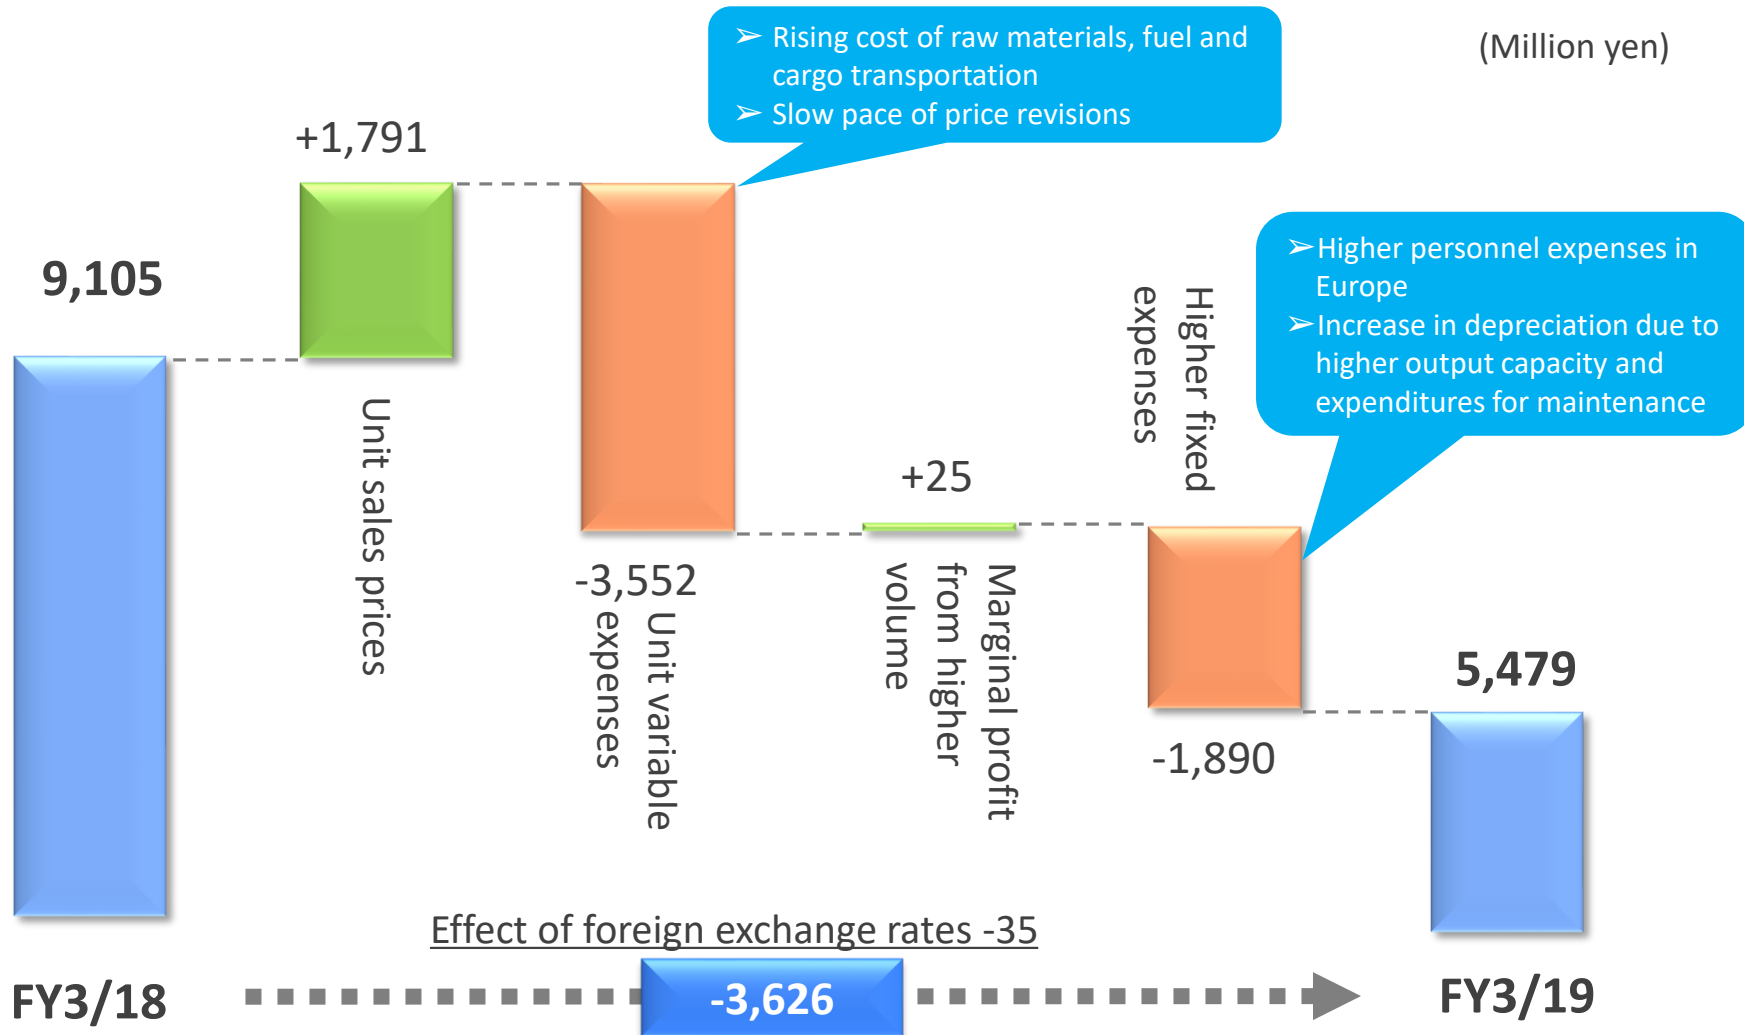 (Million yen)
➢ Rising cost of raw materials, fuel and
cargo transportation
➢ Slow pace of price revisions
+1,791
9,105
➢Higher personnel expenses in
Europe
➢Increase in depreciation due to
higher output capacity and
expenditures for maintenance
Higher fixed
expenses
Unit sales prices
+25
-3,552
Unit variable
expenses
Marginal profit
from higher
volume
5,479
-1,890
Effect of foreign exchange rates -35
FY3/18
-3,626
FY3/19